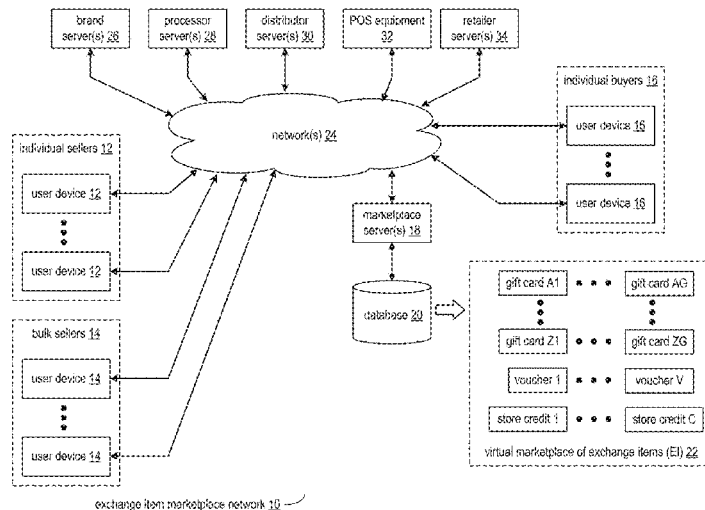 brand
server(s) 26
processor
server(s) 28
distributor
server(s) 30
POS equipment
32
retailer
server(s) 34
network(s) 24
individual sellers 12
user device 12
user device 12
bulk sellers 14
user device 14
user device 14
individual buyers 16
user device 16
user device 16
marketplace
server(s) 18
database 20
gift card A1
gift card AG
gift card Z1
gift card ZG
voucher 1
voucher V
store credit 1
store credit C
virtual marketplace of exchange items (EI) 22
exchange item marketplace network 10